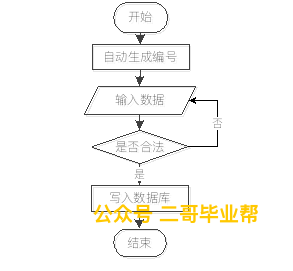 开始
自动生成编号
输入数据
否
是否合法
是
写入数据库
公众号 二哥毕业帮
结束